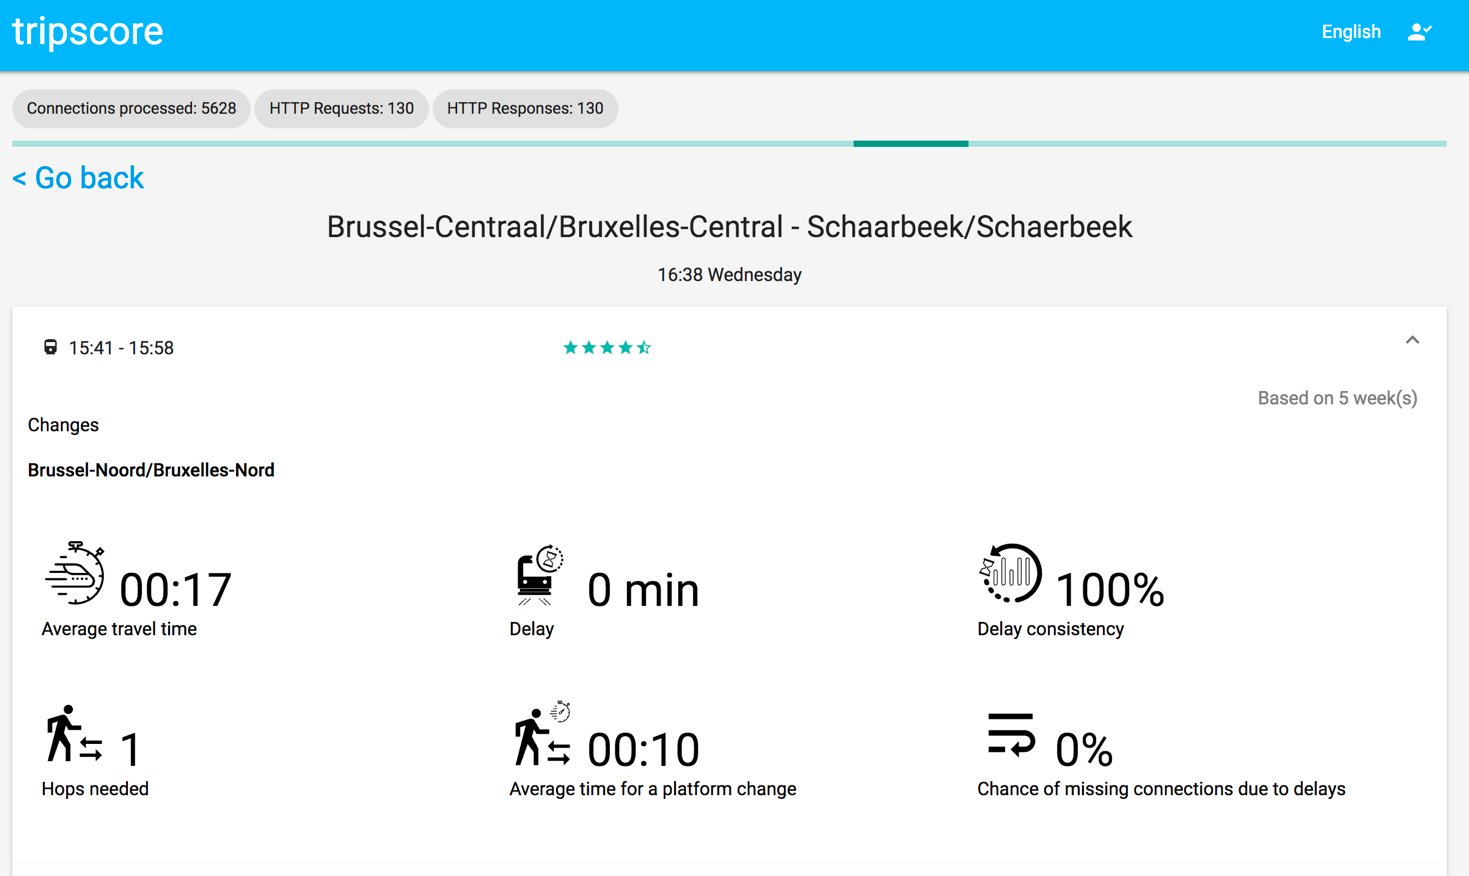 tripscore
English
Connections processed: 5628
HTTP Requests: 130
HTTP Responses: 130
< Go back
Brussel-Centraal/Bruxelles-Central - Schaarbeek/Schaerbeek
16:38 Wednesday
15:41 - 15:58
Based on 5 week(s)
Changes
Brussel-Noord/Bruxelles-Nord
00:17
Average travel time
0 min
Delay
100%
Delay consistency
1
Hops needed
00:10
Average time for a platform change
0%
Chance of missing connections due to delays